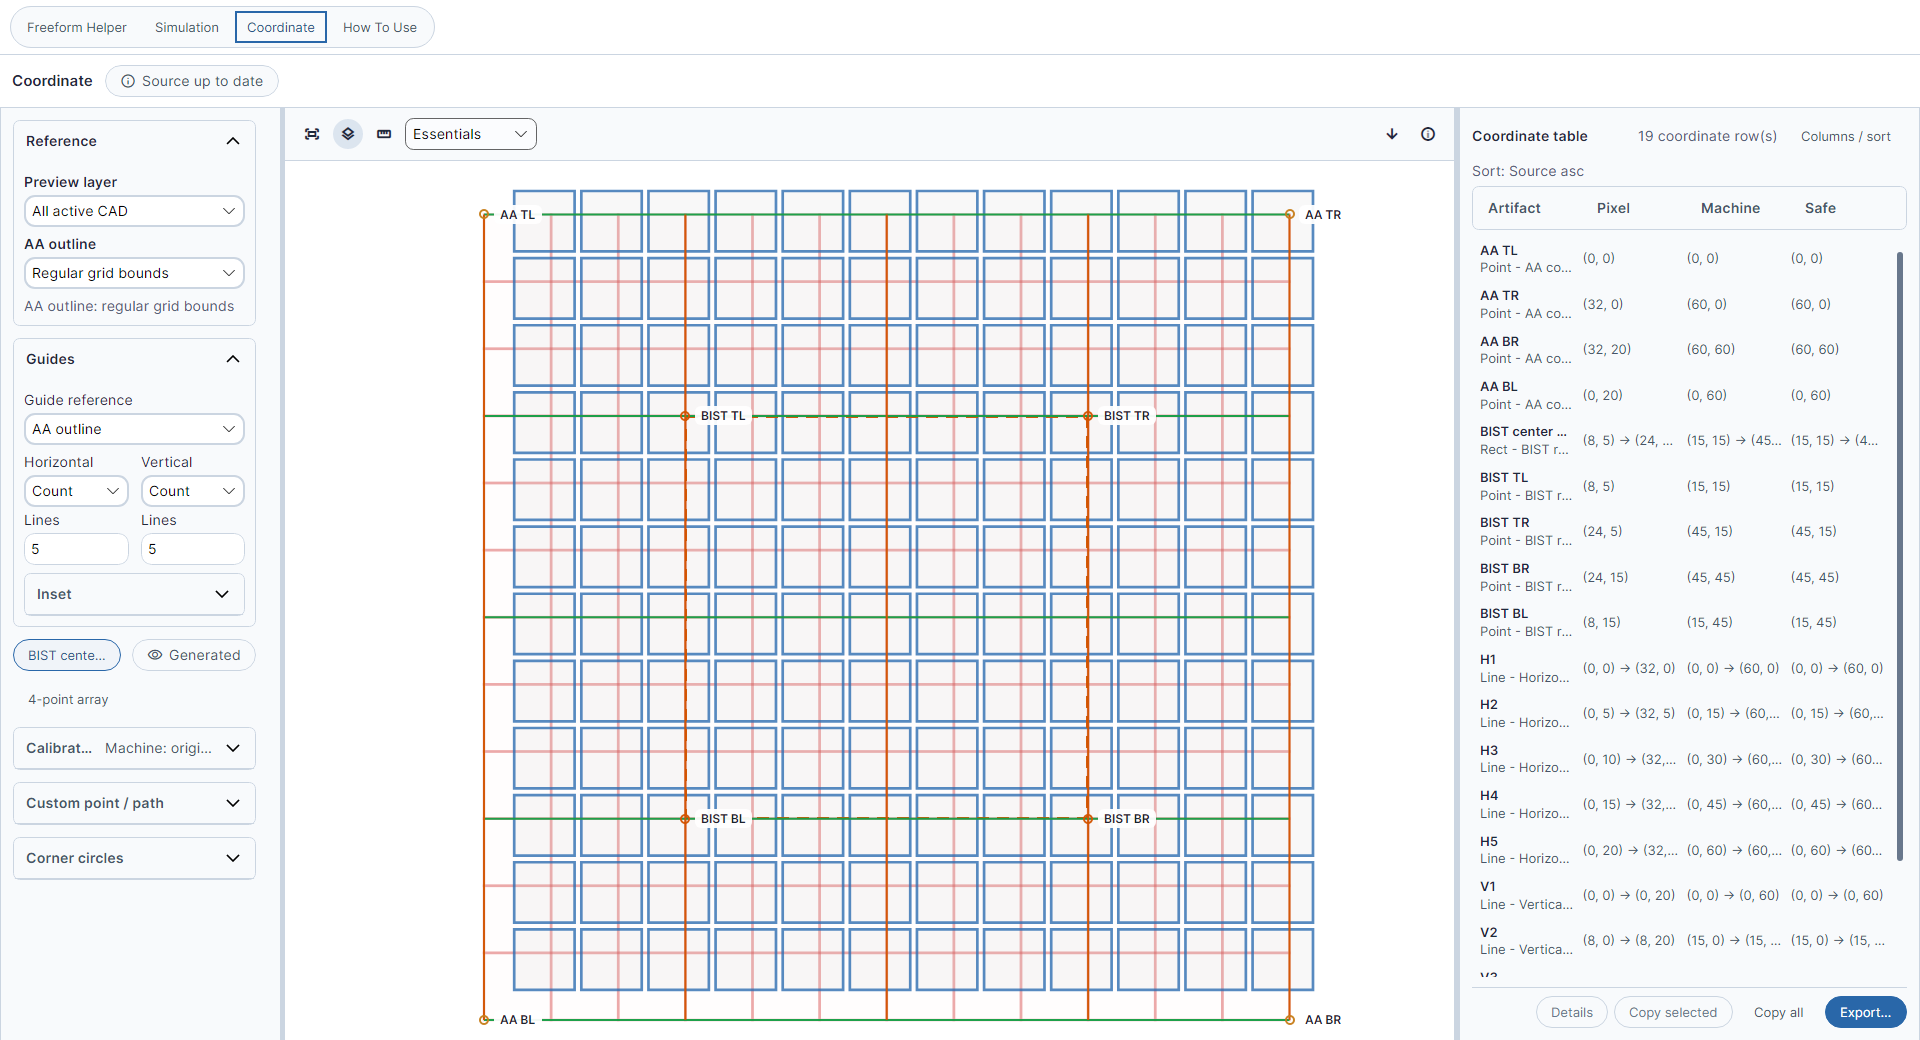 Freeform Helper
Simulation
Coordinate
How To Use
Coordinate
Source up to date
Reference
Preview layer
All active CAD
AA outline
Regular grid bounds
AA outline: regular grid bounds
Guides
Guide reference
AA outline
Horizontal Vertical
Count Count
Lines Lines
5 5
Inset
BIST cente... Generated
4-point array
Calibrat... Machine: origi...
Custom point / path
Corner circles
Essentials
AA TL
AA TR
BIST TL
BIST TR
BIST BL
BIST BR
AA BL
AA BR
Coordinate table 19 coordinate row(s) Columns / sort
Sort: Source asc
Artifact Pixel Machine Safe
AA TL
Point - AA co... (0, 0) (0, 0) (0, 0)
AA TR
Point - AA co... (32, 0) (60, 0) (60, 0)
AA BR
Point - AA co... (32, 20) (60, 60) (60, 60)
AA BL
Point - AA co... (0, 20) (0, 60) (0, 60)
BIST center ...
Rect - BIST r... (8, 5) → (24, ... (15, 15) → (45... (15, 15) → (4...
BIST TL
Point - BIST r... (8, 5) (15, 15) (15, 15)
BIST TR
Point - BIST r... (24, 5) (45, 15) (45, 15)
BIST BR
Point - BIST r... (24, 15) (45, 45) (45, 45)
BIST BL
Point - BIST r... (8, 15) (15, 45) (15, 45)
H1
Line - Horizo... (0, 0) → (32, 0) (0, 0) → (60, 0) (0, 0) → (60, 0)
H2
Line - Horizo... (0, 5) → (32, 5) (0, 15) → (60,... (0, 15) → (60,...
H3
Line - Horizo... (0, 10) → (32,... (0, 30) → (60,... (0, 30) → (60...
H4
Line - Horizo... (0, 15) → (32,... (0, 45) → (60,... (0, 45) → (60...
H5
Line - Horizo... (0, 20) → (32,... (0, 60) → (60,... (0, 60) → (60...
V1
Line - Vertica... (0, 0) → (0, 20) (0, 0) → (0, 60) (0, 0) → (0, 60)
V2
Line - Vertica... (8, 0) → (8, 20) (15, 0) → (15, ... (15, 0) → (15, ...
Details Copy selected Copy all Export...